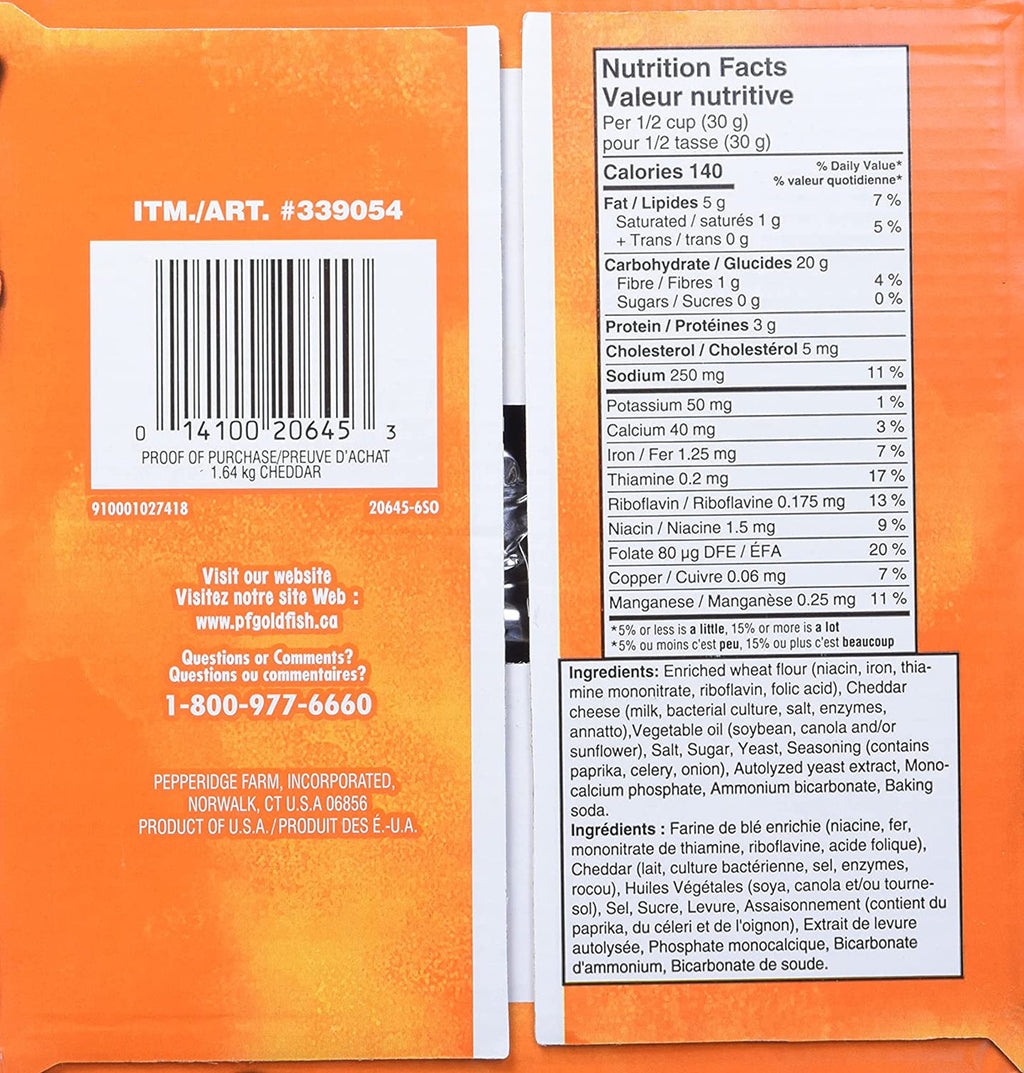 ITM./ART. #339054
0 14100 20645 3
PROOF OF PURCHASE/PREUVE D'ACHAT
1.64 kg CHEDDAR
910001027418 20645-6SO
Visit our website
Visitez notre site Web :
www.pfgoldfish.ca
Questions or Comments?
Questions ou commentaires?
1-800-977-6660
PEPPERIDGE FARM, INCORPORATED,
NORWALK, CT U.S.A 06856
PRODUCT OF U.S.A./PRODUIT DES É.-U.A.
Nutrition Facts
Valeur nutritive
Per 1/2 cup (30 g)
pour 1/2 tasse (30 g)
Calories 140 % Daily Value*
% valeur quotidienne*
Fat / Lipides 5 g 7 %
Saturated / saturés 1 g
+ Trans / trans 0 g 5 %
Carbohydrate / Glucides 20 g
Fibre / Fibres 1 g 4 %
Sugars / Sucres 0 g 0 %
Protein / Protéines 3 g
Cholesterol / Cholestérol 5 mg
Sodium 250 mg 11 %
Potassium 50 mg 1 %
Calcium 40 mg 3 %
Iron / Fer 1.25 mg 7 %
Thiamine 0.2 mg 17 %
Riboflavin / Riboflavine 0.175 mg 13 %
Niacin / Niacine 1.5 mg 9 %
Folate 80 µg DFE / ÉFA 20 %
Copper / Cuivre 0.06 mg 7 %
Manganese / Manganèse 0.25 mg 11 %
*5% or less is a little, 15% or more is a lot
*5% ou moins c'est peu, 15% ou plus c'est beaucoup
Ingredients: Enriched wheat flour (niacin, iron, thia-
mine mononitrate, riboflavin, folic acid), Cheddar
cheese (milk, bacterial culture, salt, enzymes,
annatto),Vegetable oil (soybean, canola and/or
sunflower), Salt, Sugar, Yeast, Seasoning (contains
paprika, celery, onion), Autolyzed yeast extract, Mono-
calcium phosphate, Ammonium bicarbonate, Baking
soda.
Ingrédients : Farine de blé enrichie (niacine, fer,
mononitrate de thiamine, riboflavine, acide folique),
Cheddar (lait, culture bactérienne, sel, enzymes,
rocou), Huiles Végétales (soya, canola et/ou tourne-
sol), Sel, Sucre, Levure, Assaisonnement (contient du
paprika, du céleri et de l'oignon), Extrait de levure
autolysée, Phosphate monocalcique, Bicarbonate
d'ammonium, Bicarbonate de soude.